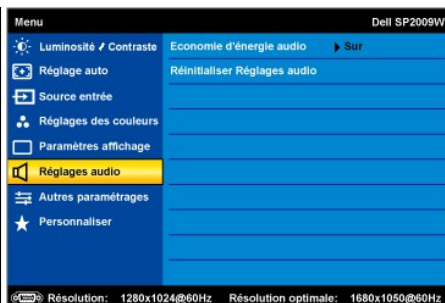 Menu Dell SP2009W
Luminosité / Contraste Economie d'énergie audio Sur
Réglage auto Réinitialiser Réglages audio
Source entrée
Réglages des couleurs
Paramètres affichage
Réglages audio
Autres paramétrages
Personnaliser
Résolution: 1280x1024@60Hz Résolution optimale: 1680x1050@60Hz